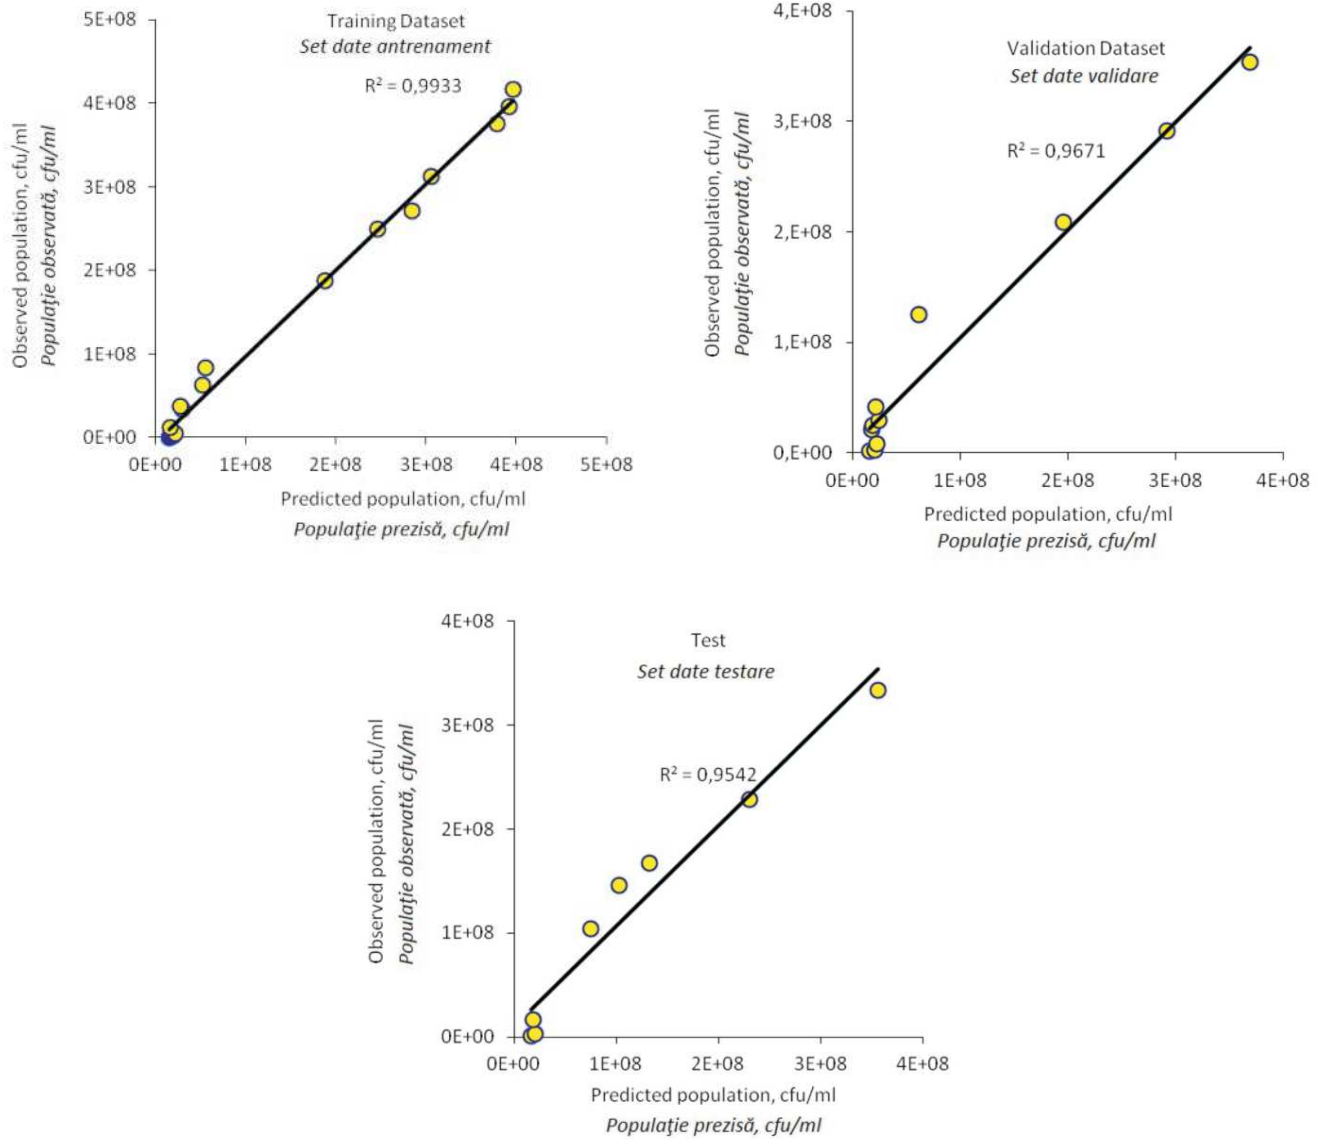 Training Dataset
Set date antrenament
R² = 0,9933
Observed population, cfu/ml
Populaţie observată, cfu/ml
5E+08
4E+08
3E+08
2E+08
1E+08
0E+00
0E+00 1E+08 2E+08 3E+08 4E+08 5E+08
Predicted population, cfu/ml
Populaţie prezisă, cfu/ml
Validation Dataset
Set date validare
R² = 0,9671
Observed population, cfu/ml
Populaţie observată, cfu/ml
4,E+08
3,E+08
2,E+08
1,E+08
0,E+00
0E+00 1E+08 2E+08 3E+08 4E+08
Predicted population, cfu/ml
Populaţie prezisă, cfu/ml
Test
Set date testare
R² = 0,9542
Observed population, cfu/ml
Populaţie observată, cfu/ml
4E+08
3E+08
2E+08
1E+08
0E+00
0E+00 1E+08 2E+08 3E+08 4E+08
Predicted population, cfu/ml
Populaţie prezisă, cfu/ml